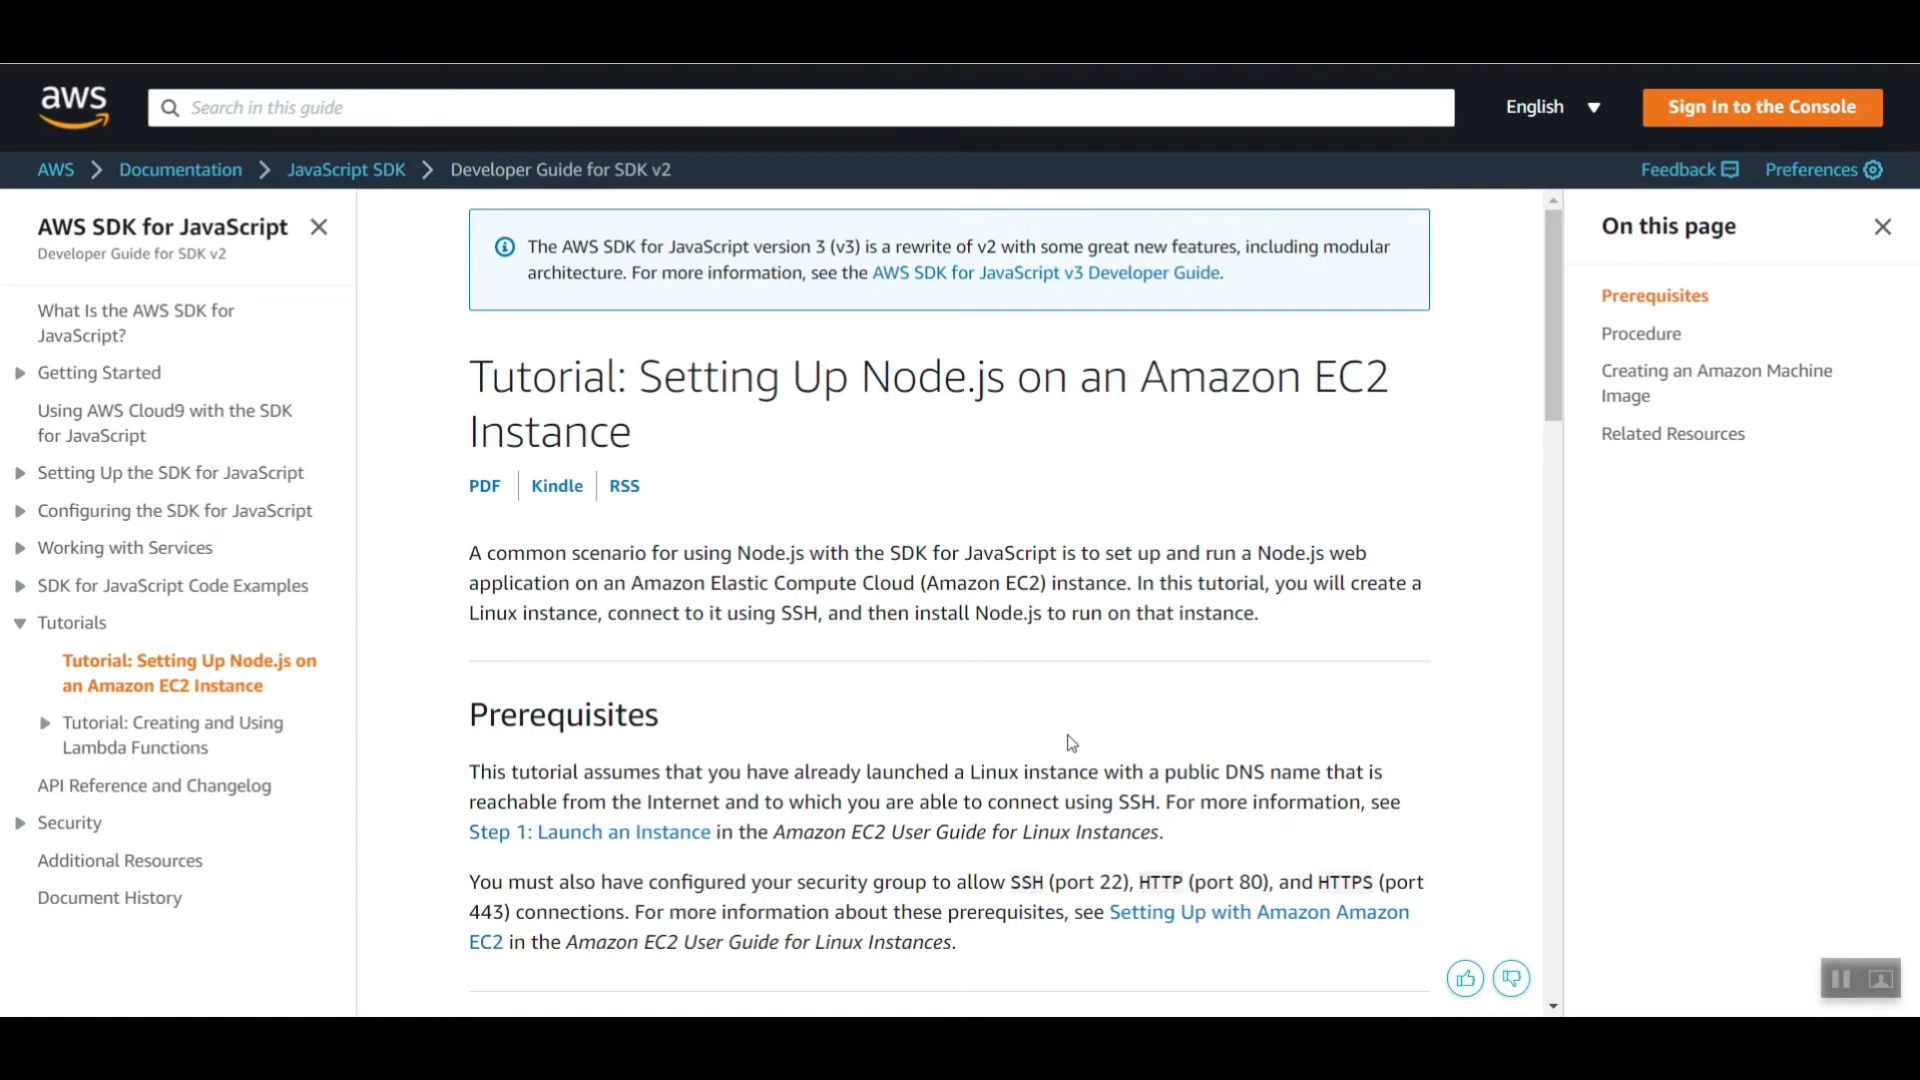 aws
Search in this guide
English
Sign In to the Console
AWS
Documentation
JavaScript SDK
Developer Guide for SDK v2
Feedback
Preferences
AWS SDK for JavaScript
Developer Guide for SDK v2
What Is the AWS SDK for
JavaScript?
Getting Started
Using AWS Cloud9 with the SDK
for JavaScript
Setting Up the SDK for JavaScript
Configuring the SDK for JavaScript
Working with Services
SDK for JavaScript Code Examples
Tutorials
Tutorial: Setting Up Node.js on
an Amazon EC2 Instance
Tutorial: Creating and Using
Lambda Functions
API Reference and Changelog
Security
Additional Resources
Document History
The AWS SDK for JavaScript version 3 (v3) is a rewrite of v2 with some great new features, including modular
architecture. For more information, see the AWS SDK for JavaScript v3 Developer Guide.
Tutorial: Setting Up Node.js on an Amazon EC2
Instance
PDF
Kindle
RSS
A common scenario for using Node.js with the SDK for JavaScript is to set up and run a Node.js web
application on an Amazon Elastic Compute Cloud (Amazon EC2) instance. In this tutorial, you will create a
Linux instance, connect to it using SSH, and then install Node.js to run on that instance.
Prerequisites
This tutorial assumes that you have already launched a Linux instance with a public DNS name that is
reachable from the Internet and to which you are able to connect using SSH. For more information, see
Step 1: Launch an Instance in the Amazon EC2 User Guide for Linux Instances.
You must also have configured your security group to allow SSH (port 22), HTTP (port 80), and HTTPS (port
443) connections. For more information about these prerequisites, see Setting Up with Amazon Amazon
EC2 in the Amazon EC2 User Guide for Linux Instances.
On this page
Prerequisites
Procedure
Creating an Amazon Machine
Image
Related Resources